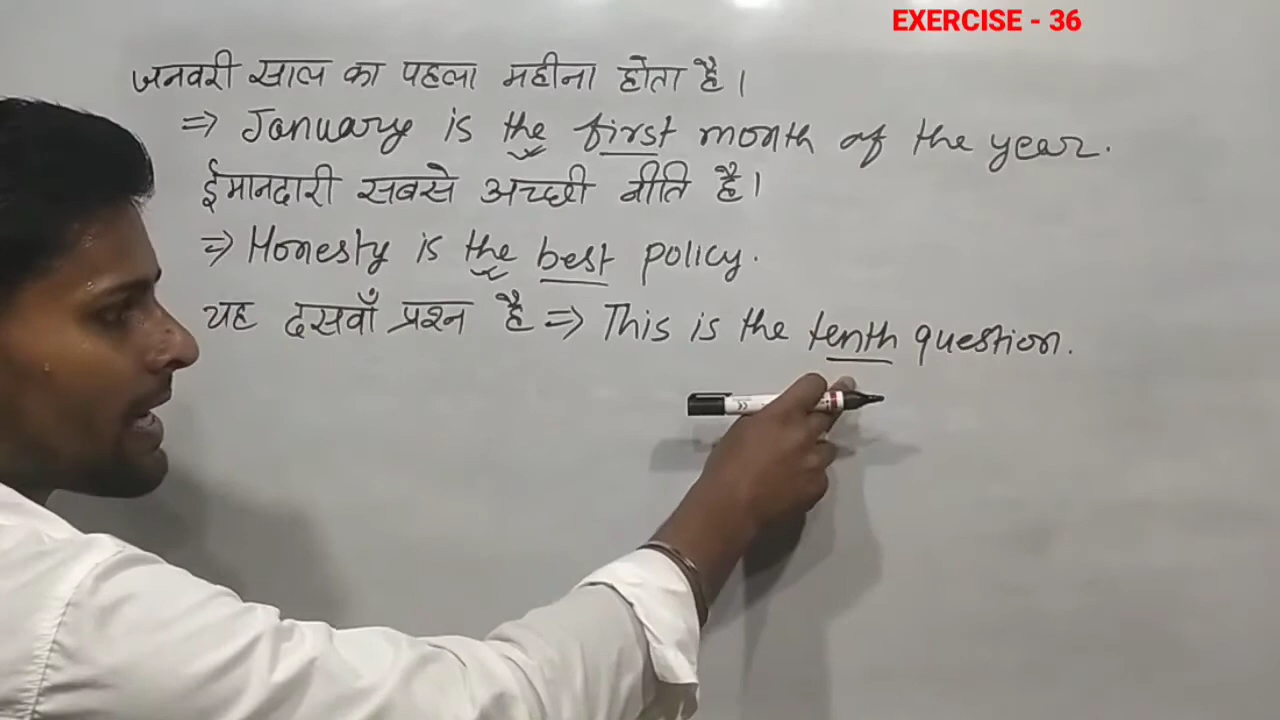 EXERCISE - 36
जनवरी साल का पहला महीना होता है।
=> January is the first month of the year.
ईमानदारी सबसे अच्छी नीति है।
=> Honesty is the best policy.
यह दसवाँ प्रश्न है => This is the tenth question.